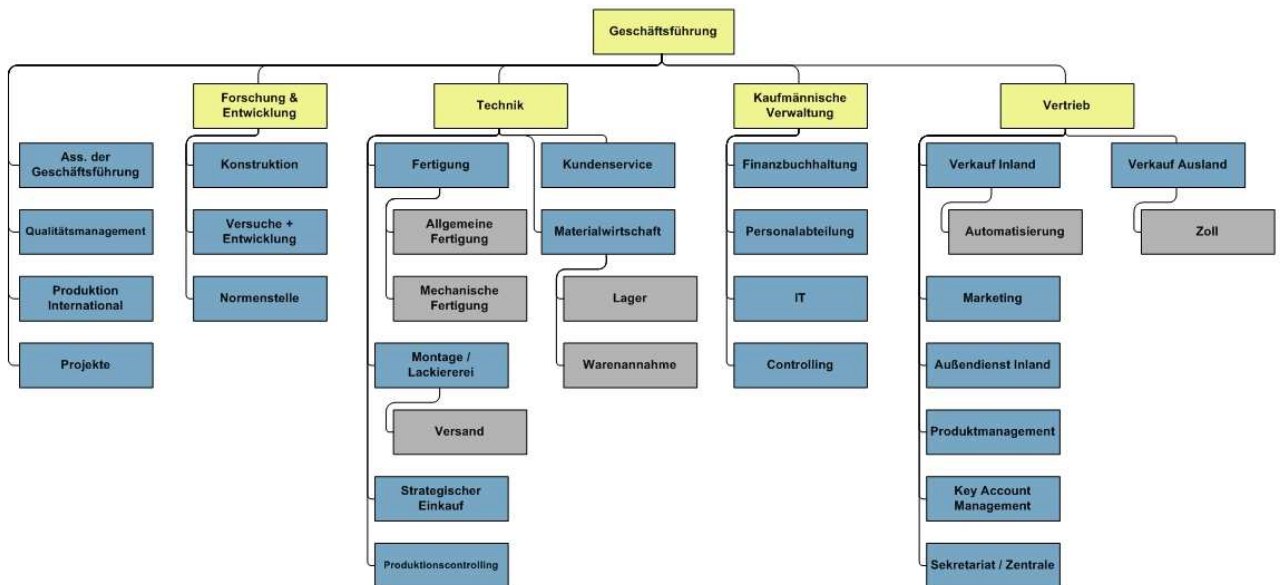 Geschäftsführung
Forschung &
Entwicklung
Technik
Kaufmännische
Verwaltung
Vertrieb
Ass. der
Geschäftsführung
Konstruktion
Fertigung
Kundenservice
Finanzbuchhaltung
Verkauf Inland
Verkauf Ausland
Qualitätsmanagement
Versuche +
Entwicklung
Allgemeine
Fertigung
Materialwirtschaft
Personalabteilung
Automatisierung
Zoll
Produktion
International
Normenstelle
Mechanische
Fertigung
Lager
IT
Marketing
Projekte
Montage /
Lackiererei
Warenannahme
Controlling
Außendienst Inland
Versand
Produktmanagement
Strategischer
Einkauf
Key Account
Management
Produktionscontrolling
Sekretariat / Zentrale